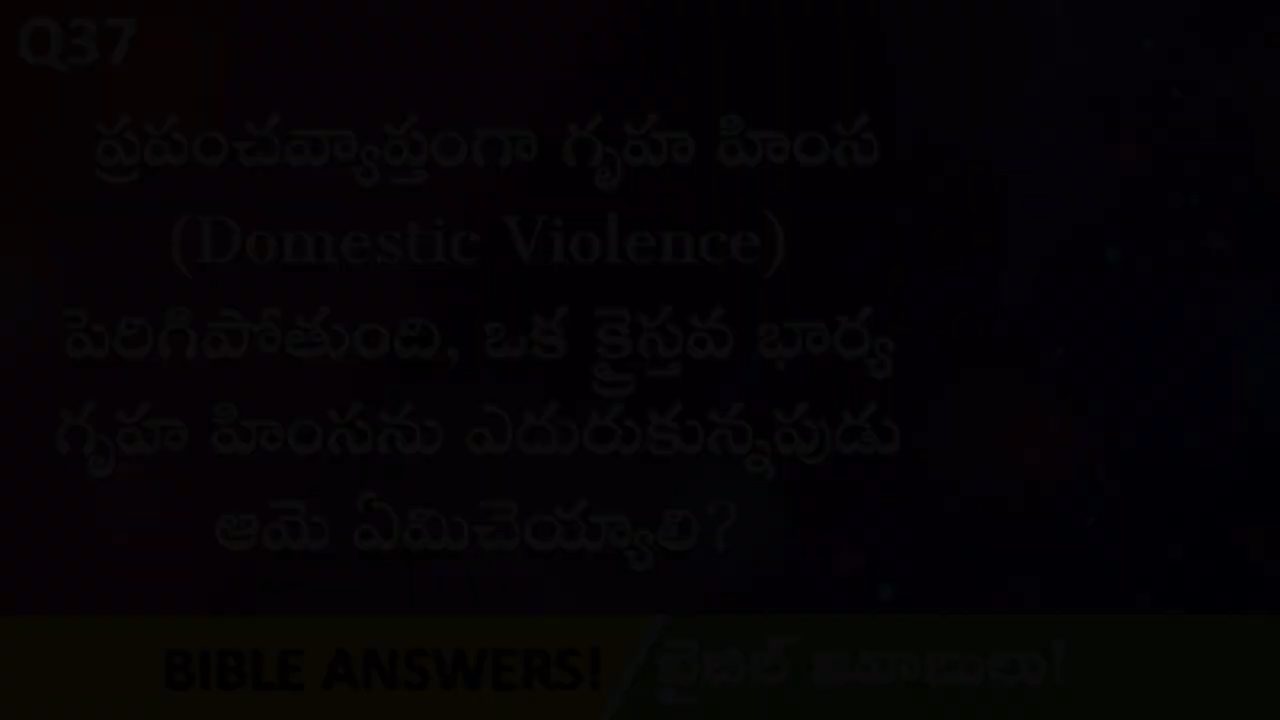 Q37
ప్రపంచవ్యాప్తంగా గృహ హింస
(Domestic Violence)
పెరిగిపోతుంది, ఒక క్రైస్తవ భార్య
గృహ హింసను ఎదురుకున్నపుడు
ఆమె ఏమిచెయ్యాలి?
BIBLE ANSWERS! / బైబిల్ జవాబులు!